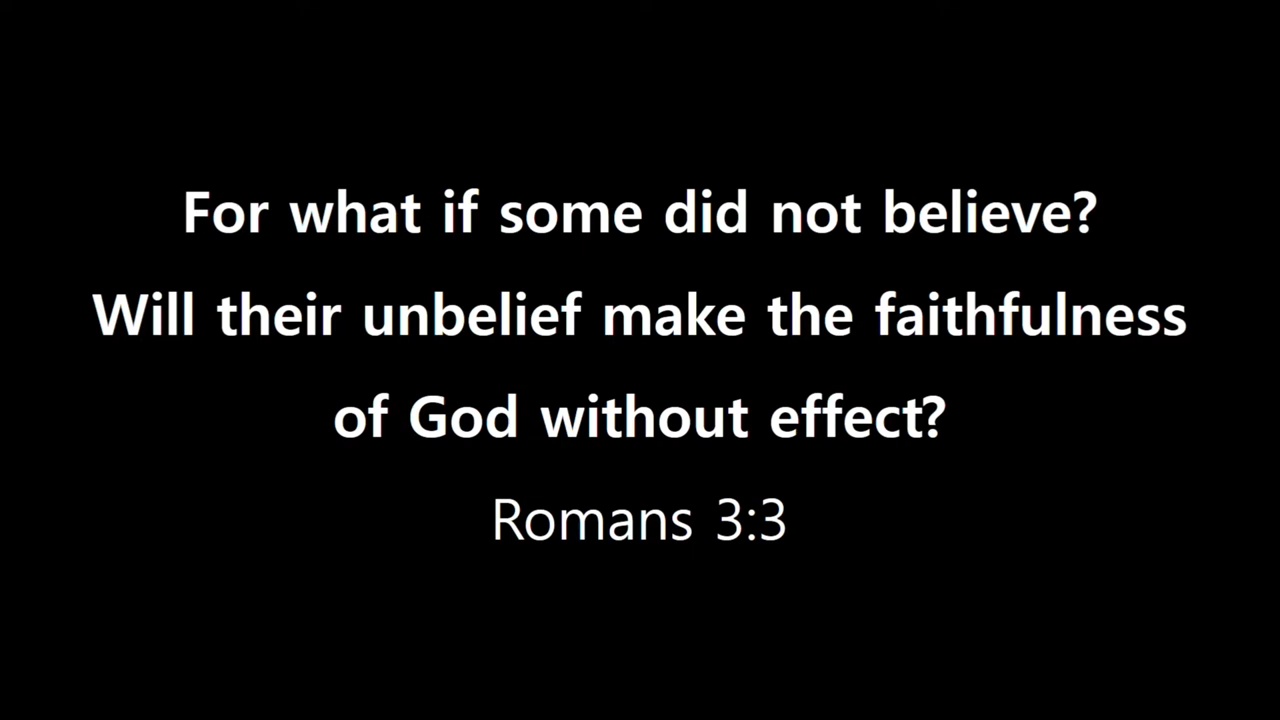 For what if some did not believe?
Will their unbelief make the faithfulness
of God without effect?
Romans 3:3